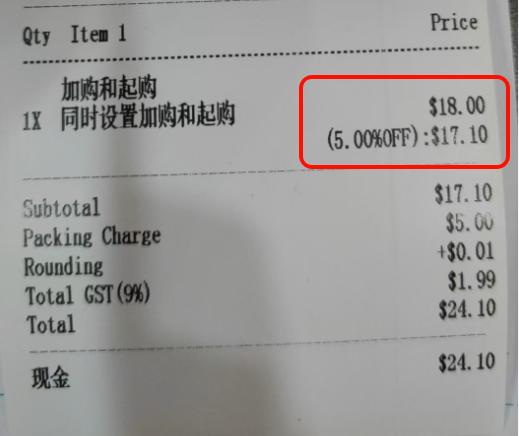 Qty Item 1 Price
加购和起购
1X 同时设置加购和起购 $18.00
(5.00%OFF):$17.10
Subtotal $17.10
Packing Charge $5.00
Rounding +$0.01
Total GST(9%) $1.99
Total $24.10
现金 $24.10